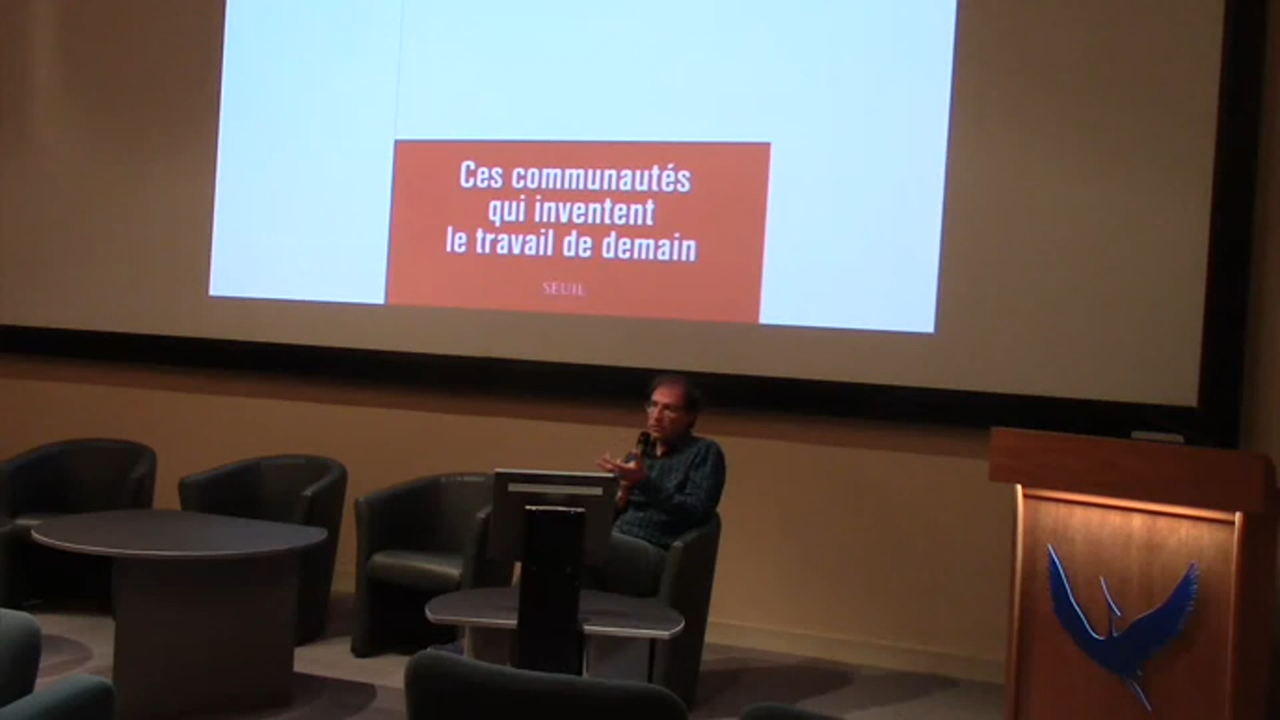 Ces communautés
qui inventent
le travail de demain
SEUIL